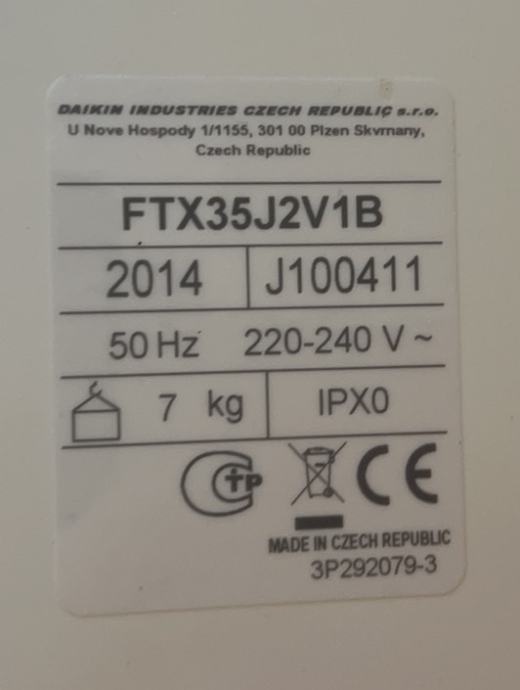 DAIKIN INDUSTRIES CZECH REPUBLIC s.r.o.
U Nove Hospody 1/1155, 301 00 Plzen Skvrnany,
Czech Republic
FTX35J2V1B
2014 J100411
50 Hz 220-240 V ~
7 kg IPX0
CTP CE
MADE IN CZECH REPUBLIC
3P292079-3